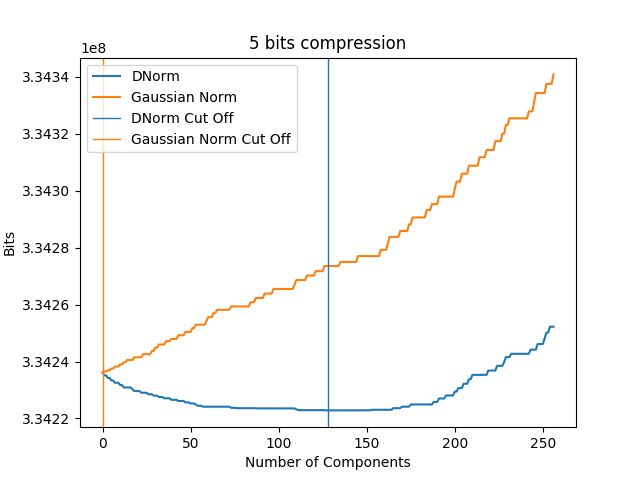 5 bits compression
1e8
3.3434
3.3432
3.3430
3.3428
3.3426
3.3424
3.3422
Bits
DNorm
Gaussian Norm
DNorm Cut Off
Gaussian Norm Cut Off
0 50 100 150 200 250
Number of Components